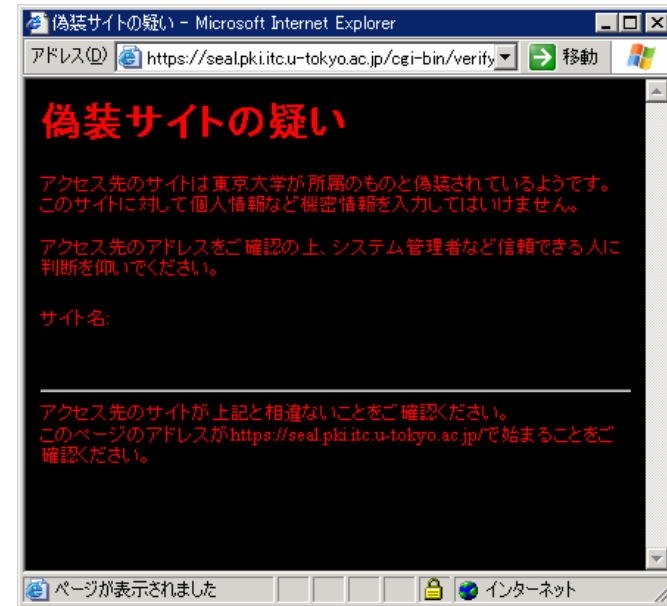 偽装サイトの疑い - Microsoft Internet Explorer
アドレス(D) https://seal.pki.itc.u-tokyo.ac.jp/cgi-bin/verify 移動
偽装サイトの疑い
アクセス先のサイトは東京大学が所属のものと偽装されているようです。
このサイトに対して個人情報など機密情報を入力してはいけません。
アクセス先のアドレスをご確認の上、システム管理者など信頼できる人に
判断を仰いでください。
サイト名:
アクセス先のサイトが上記と相違ないことをご確認ください。
このページのアドレスがhttps://seal.pki.itc.u-tokyo.ac.jp/で始まることをご
確認ください。
ページが表示されました インターネット